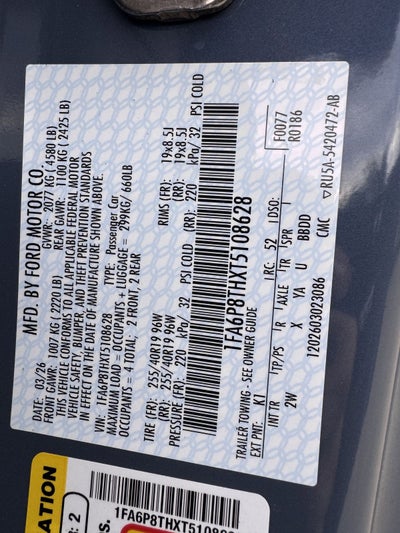 MFD. BY FORD MOTOR CO.
DATE: 03/26
GVWR: 2077 KG ( 4580 LB)
FRONT GAWR: 1007 KG ( 2220 LB)
REAR GAWR: 1100 KG ( 2425 LB)
THIS VEHICLE CONFORMS TO ALL APPLICABLE FEDERAL MOTOR
VEHICLE SAFETY, BUMPER, AND THEFT PREVENTION STANDARDS
IN EFFECT ON THE DATE OF MANUFACTURE SHOWN ABOVE.
VIN: 1FA6P8THXT5108628
TYPE: Passenger Car
MAXIMUM LOAD = OCCUPANTS + LUGGAGE = 299KG/ 660LB
OCCUPANTS = 4 TOTAL; 2 FRONT, 2 REAR
TIRE (FR): 255/40R19 96W RIMS (FR): 19x8.5J
(RR): 255/40R19 96W (RR): 19x8.5J
PRESSURE (FR): 220 kPa/ 32 PSI COLD (RR): 220 kPa/ 32 PSI COLD
1FA6P8THXT5108628
F0077
R0186
TRAILER TOWING - SEE OWNER GUIDE
EXT PNT: K1 RC: 52 DSO:
INT TR TP/PS R AXLE TR SPR
2W X YA U BBDD
1202603023086 CMC
▽RU5A-5420472-AB
ATION
: 2
S.
1FA6P8THXT5108